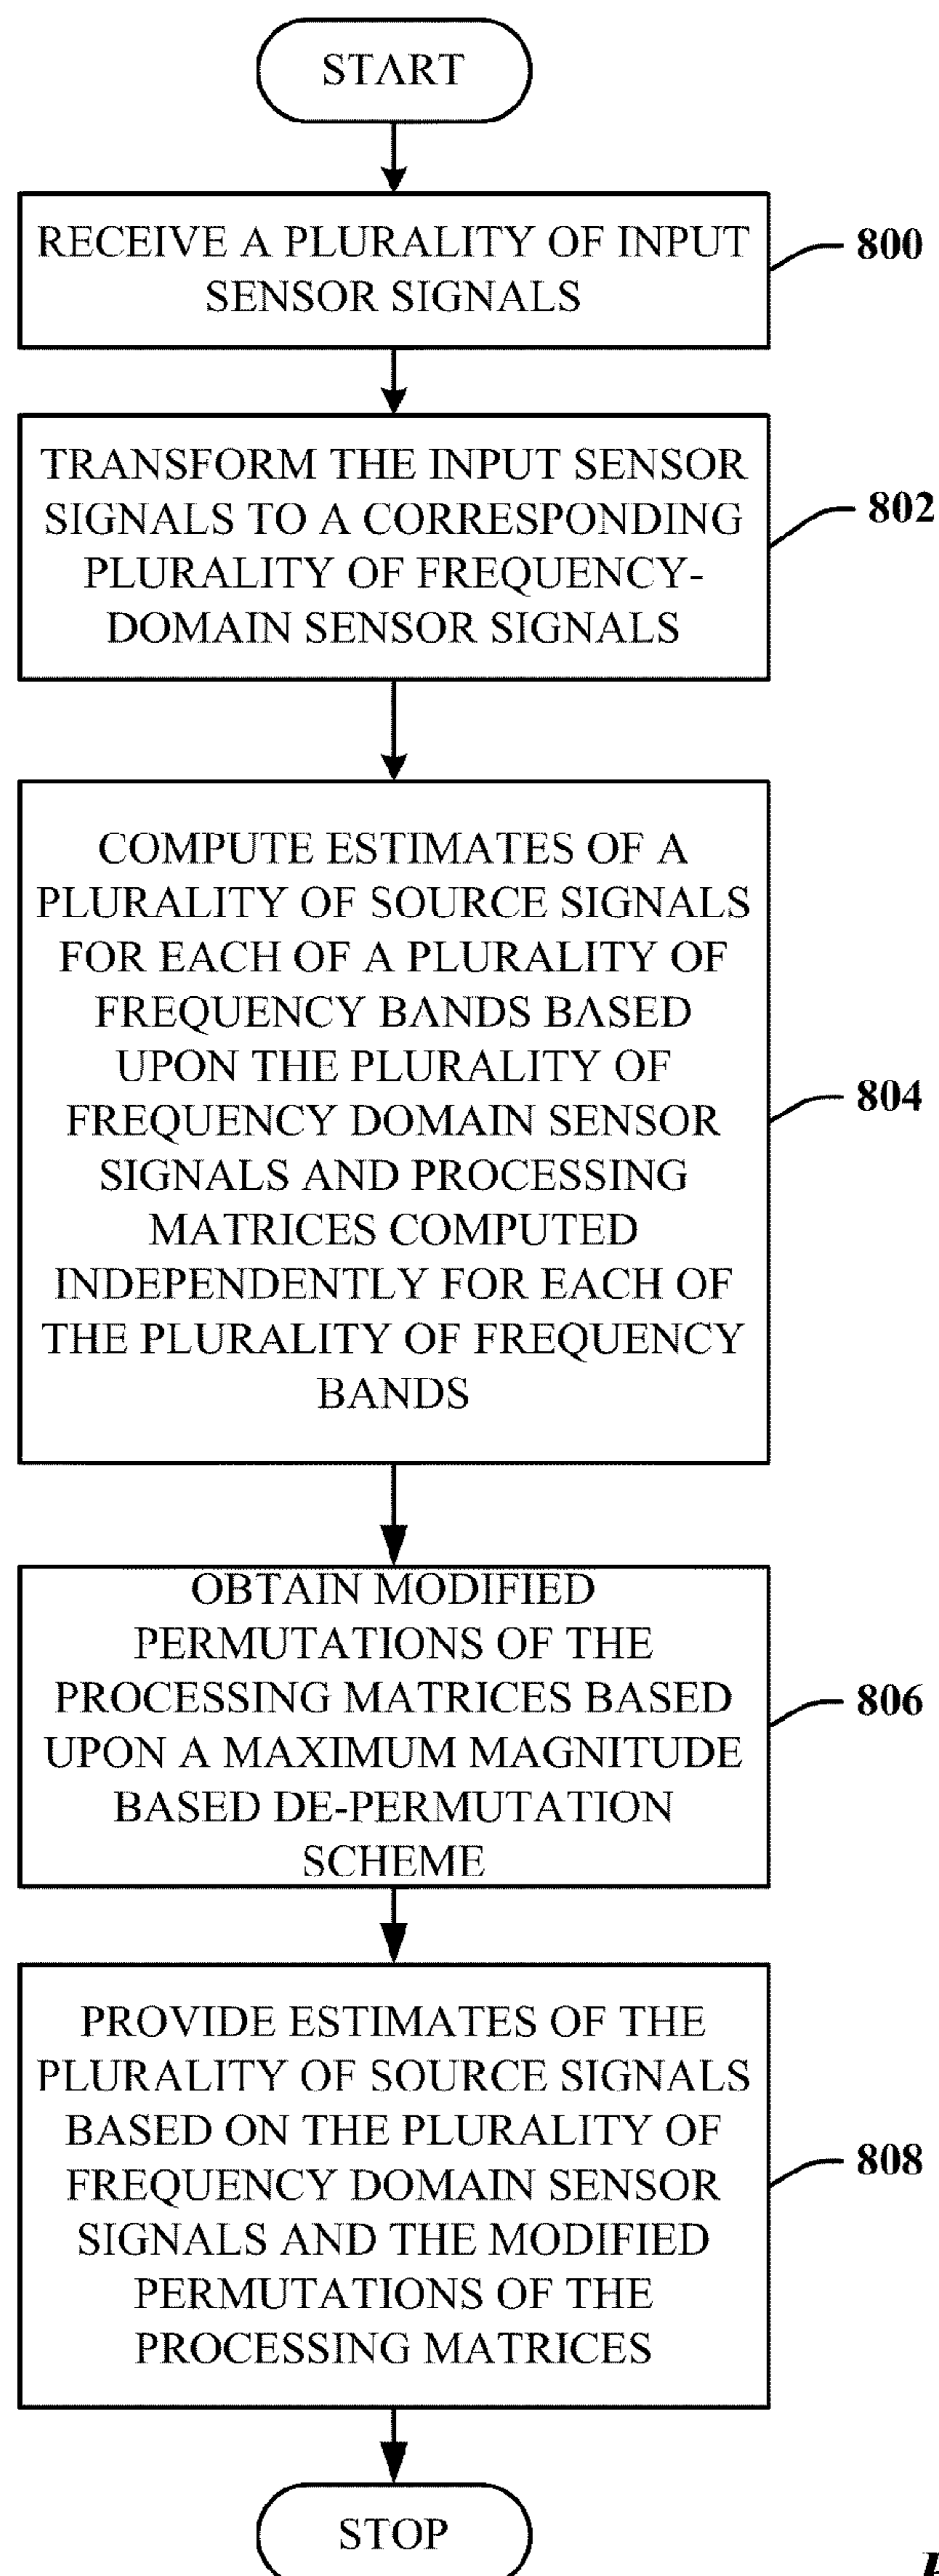 START
RECEIVE A PLURALITY OF INPUT
SENSOR SIGNALS
800
TRANSFORM THE INPUT SENSOR
SIGNALS TO A CORRESPONDING
PLURALITY OF FREQUENCY-
DOMAIN SENSOR SIGNALS
802
COMPUTE ESTIMATES OF A
PLURALITY OF SOURCE SIGNALS
FOR EACH OF A PLURALITY OF
FREQUENCY BANDS BASED
UPON THE PLURALITY OF
FREQUENCY DOMAIN SENSOR
SIGNALS AND PROCESSING
MATRICES COMPUTED
INDEPENDENTLY FOR EACH OF
THE PLURALITY OF FREQUENCY
BANDS
804
OBTAIN MODIFIED
PERMUTATIONS OF THE
PROCESSING MATRICES BASED
UPON A MAXIMUM MAGNITUDE
BASED DE-PERMUTATION
SCHEME
806
PROVIDE ESTIMATES OF THE
PLURALITY OF SOURCE SIGNALS
BASED ON THE PLURALITY OF
FREQUENCY DOMAIN SENSOR
SIGNALS AND THE MODIFIED
PERMUTATIONS OF THE
PROCESSING MATRICES
808
STOP